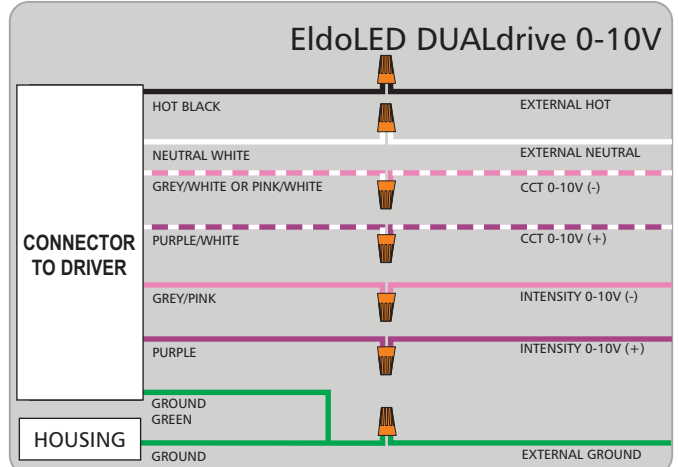 EldoLED DUALdrive 0-10V
HOT BLACK
EXTERNAL HOT
NEUTRAL WHITE
EXTERNAL NEUTRAL
GREY/WHITE OR PINK/WHITE
CCT 0-10V (-)
CONNECTOR
TO DRIVER
PURPLE/WHITE
CCT 0-10V (+)
GREY/PINK
INTENSITY 0-10V (-)
PURPLE
INTENSITY 0-10V (+)
GROUND
GREEN
HOUSING
GROUND
EXTERNAL GROUND